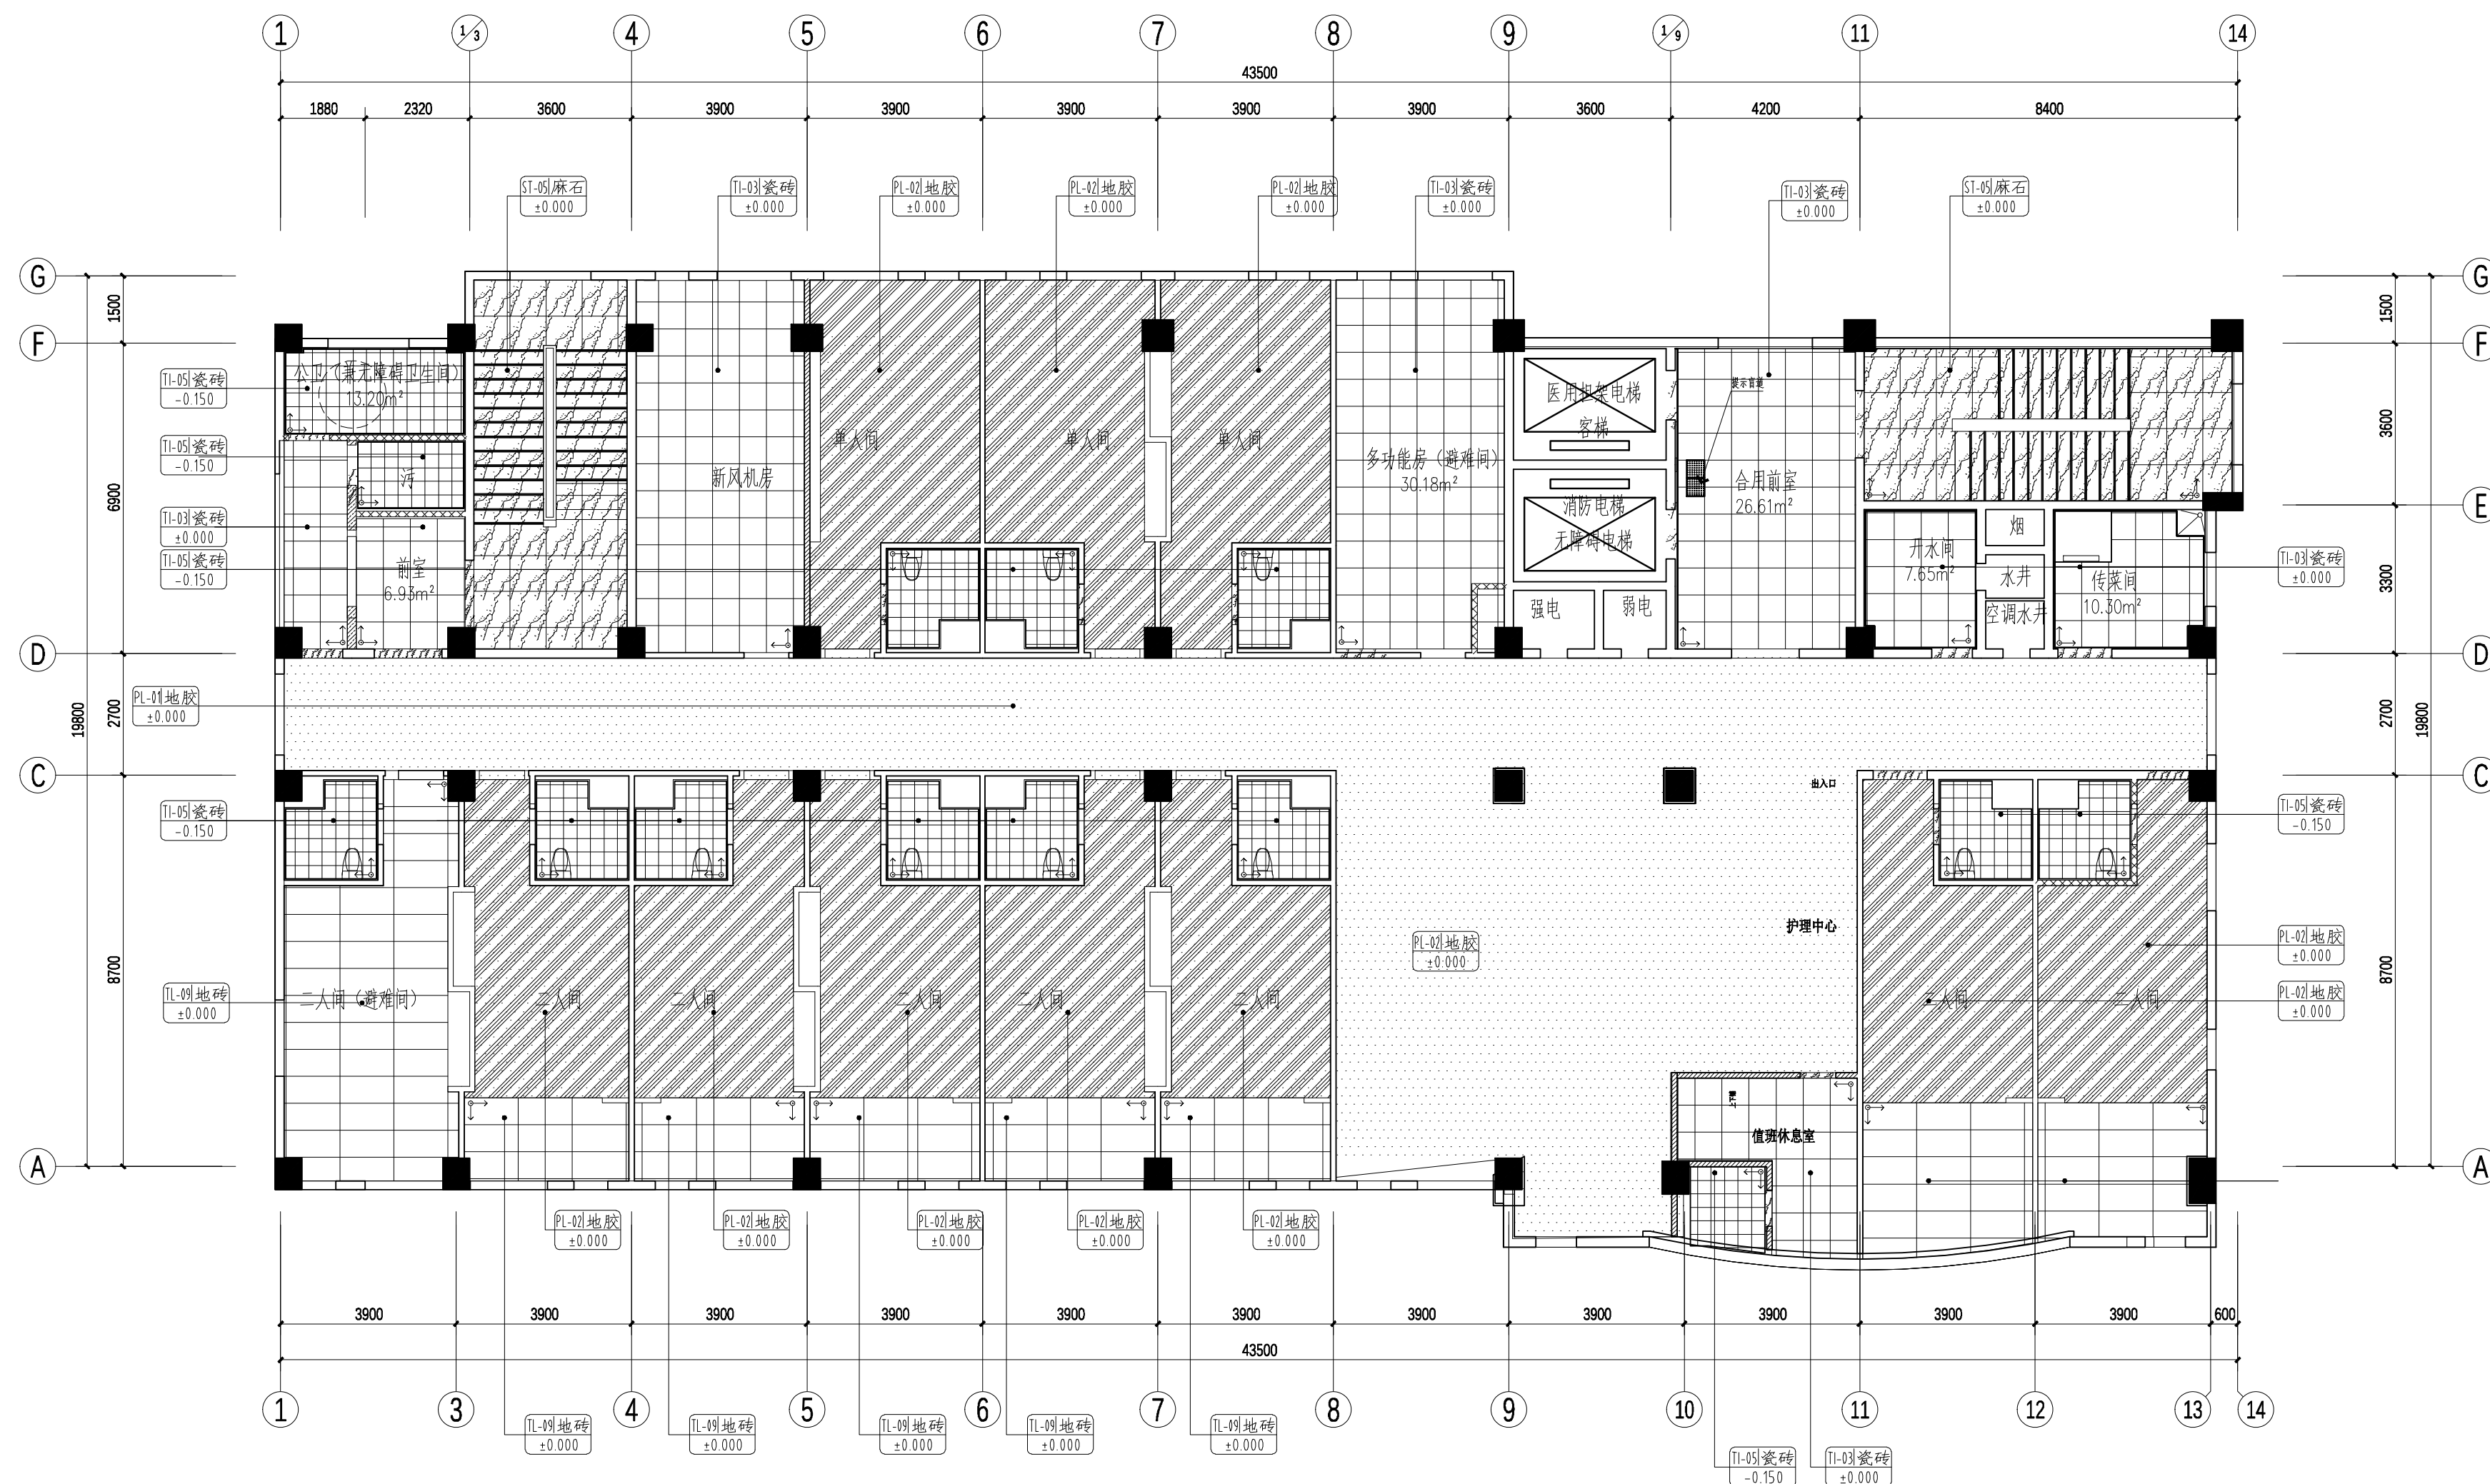 1 1/3 4 5 6 7 8 9 1/9 11 14
43500
1880 2320 3600 3900 3900 3900 3900 3900 3600 4200 8400
ST-05 麻石
±0.000
TI-03 瓷砖
±0.000
PL-02 地胶
±0.000
PL-02 地胶
±0.000
PL-02 地胶
±0.000
TI-03 瓷砖
±0.000
TI-03 瓷砖
±0.000
ST-05 麻石
±0.000
G
G
1500
1500
F
F
TI-05 瓷砖
-0.150
公卫（兼无障碍卫生间）
13.20m²
提示盲道
医用担架电梯
客梯
6900
3600
TI-05 瓷砖
-0.150
污
新风机房
单人间
单人间
单人间
多功能房（避难间）
30.18m²
合用前室
26.61m²
消防电梯
无障碍电梯
E
TI-03 瓷砖
±0.000
TI-05 瓷砖
-0.150
前室
6.93m²
强电
弱电
开水间
7.65m²
烟
水井
空调水井
传菜间
10.30m²
TI-03 瓷砖
±0.000
3300
D
D
PL-01 地胶
±0.000
19800
2700
2700
19800
C
C
出入口
TI-05 瓷砖
-0.150
TI-05 瓷砖
-0.150
护理中心
PL-02 地胶
±0.000
PL-02 地胶
±0.000
8700
8700
TL-09 地砖
±0.000
二人间（避难间）
二人间
二人间
二人间
二人间
二人间
二人间
二人间
PL-02 地胶
±0.000
值班休息室
A
A
PL-02 地胶
±0.000
PL-02 地胶
±0.000
PL-02 地胶
±0.000
PL-02 地胶
±0.000
PL-02 地胶
±0.000
3900 3900 3900 3900 3900 3900 3900 3900 3900 3900 3900 600
43500
1 3 4 5 6 7 8 9 10 11 12 13 14
TL-09 地砖
±0.000
TL-09 地砖
±0.000
TL-09 地砖
±0.000
TL-09 地砖
±0.000
TL-09 地砖
±0.000
TI-05 瓷砖
-0.150
TI-03 瓷砖
±0.000